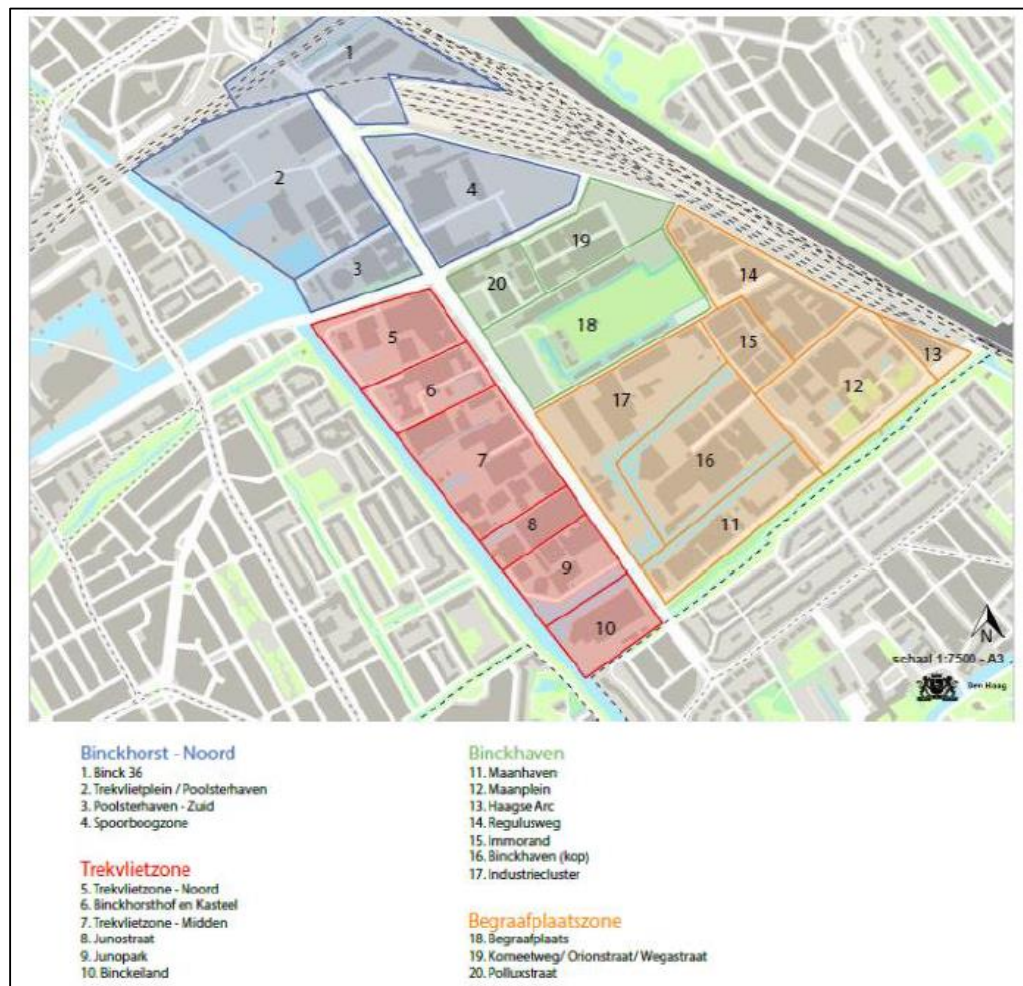 1
2
3
4
5
6
7
8
9
10
11
12
13
14
15
16
17
18
19
20
N
schaal 1:7500 - A3
Den Haag
Binckhorst - Noord
1. Binck 36
2. Trekvlietplein / Poolsterhaven
3. Poolsterhaven - Zuid
4. Spoorboogzone
Trekvlietzone
5. Trekvlietzone - Noord
6. Binckhorsthof en Kasteel
7. Trekvlietzone - Midden
8. Junostraat
9. Junopark
10. Binckeiland
Binckhaven
11. Maanhaven
12. Maanplein
13. Haagse Arc
14. Regulusweg
15. Immorand
16. Binckhaven (kop)
17. Industriecluster
Begraafplaatszone
18. Begraafplaats
19. Komeetweg/ Orionstraat/ Wegastraat
20. Polluxstraat